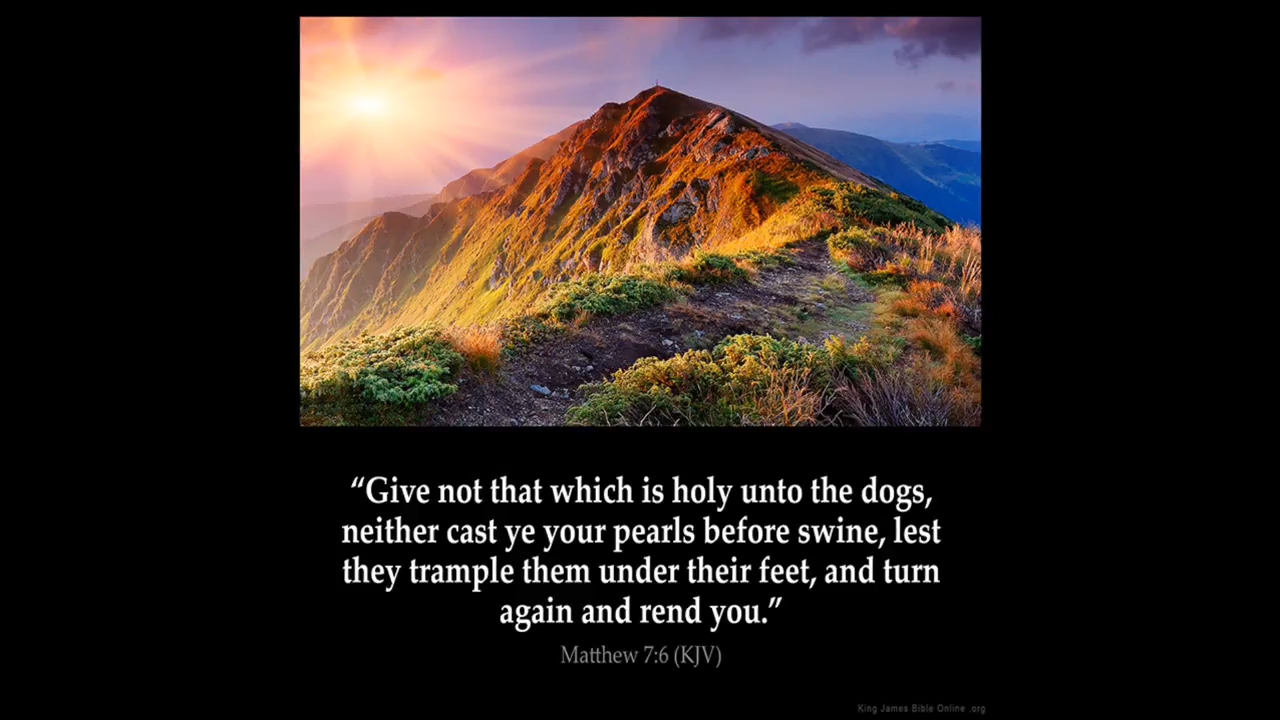 “Give not that which is holy unto the dogs,
neither cast ye your pearls before swine, lest
they trample them under their feet, and turn
again and rend you.”
Matthew 7:6 (KJV)
King James Bible Online .org